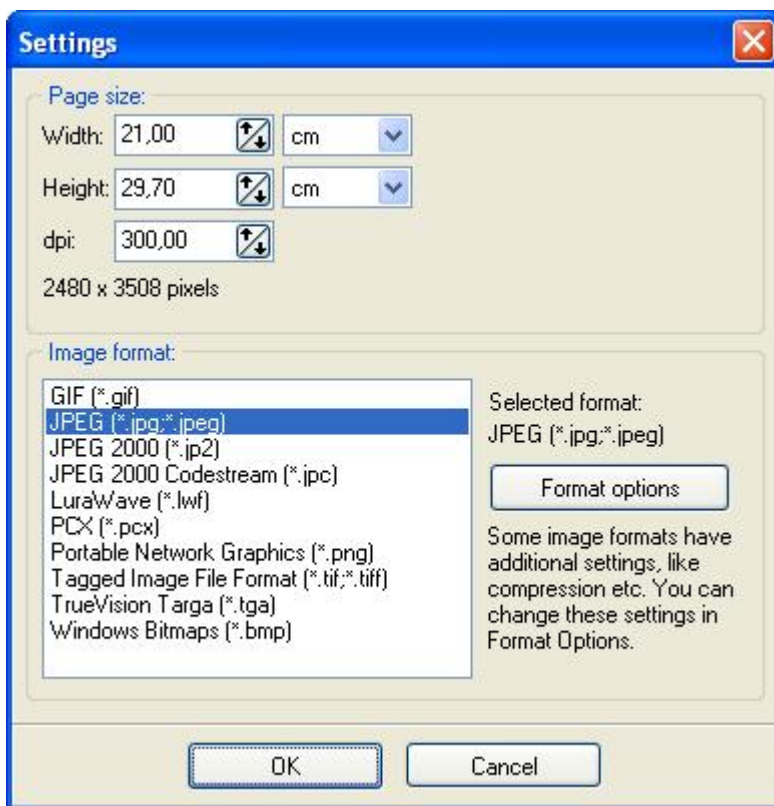 Settings
Page size:
Width: 21,00 cm
Height: 29,70 cm
dpi: 300,00
2480 x 3508 pixels
Image format:
GIF (*.gif)
JPEG (*.jpg;*.jpeg)
JPEG 2000 (*.jp2)
JPEG 2000 Codestream (*.jpc)
LuraWave (*.lwf)
PCX (*.pcx)
Portable Network Graphics (*.png)
Tagged Image File Format (*.tif;*.tiff)
TrueVision Targa (*.tga)
Windows Bitmaps (*.bmp)
Selected format:
JPEG (*.jpg;*.jpeg)
Format options
Some image formats have
additional settings, like
compression etc. You can
change these settings in
Format Options.
OK Cancel